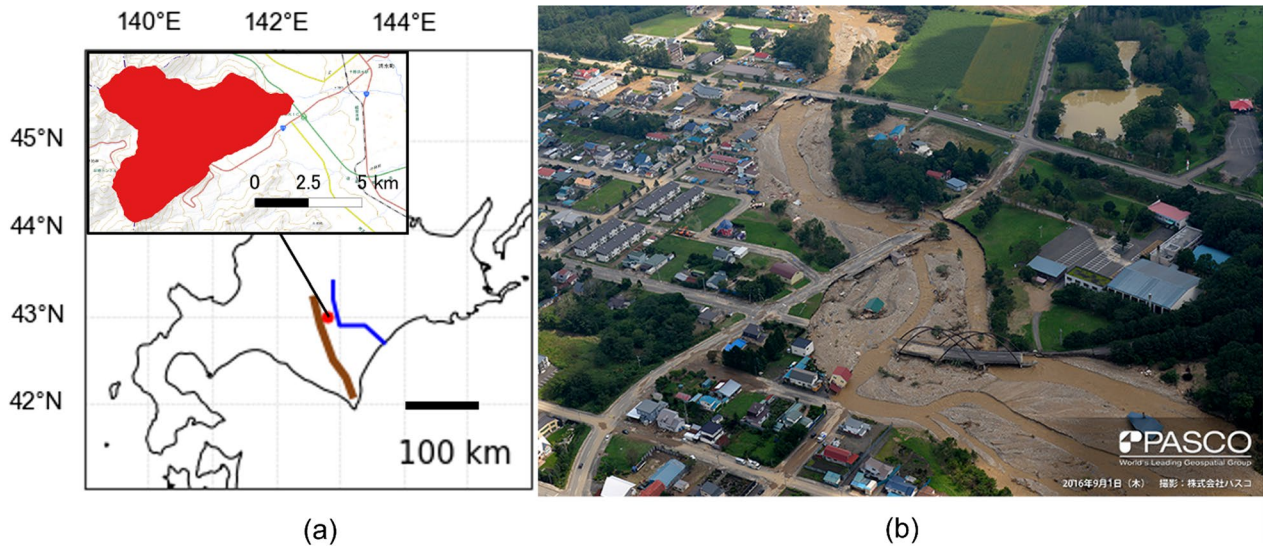 140°E 142°E 144°E
45°N
44°N
43°N
42°N
0 2.5 5 km
100 km
PASCO
World's Leading Geospatial Group
2016年9月1日（木） 撮影：株式会社パスコ
(a) (b)